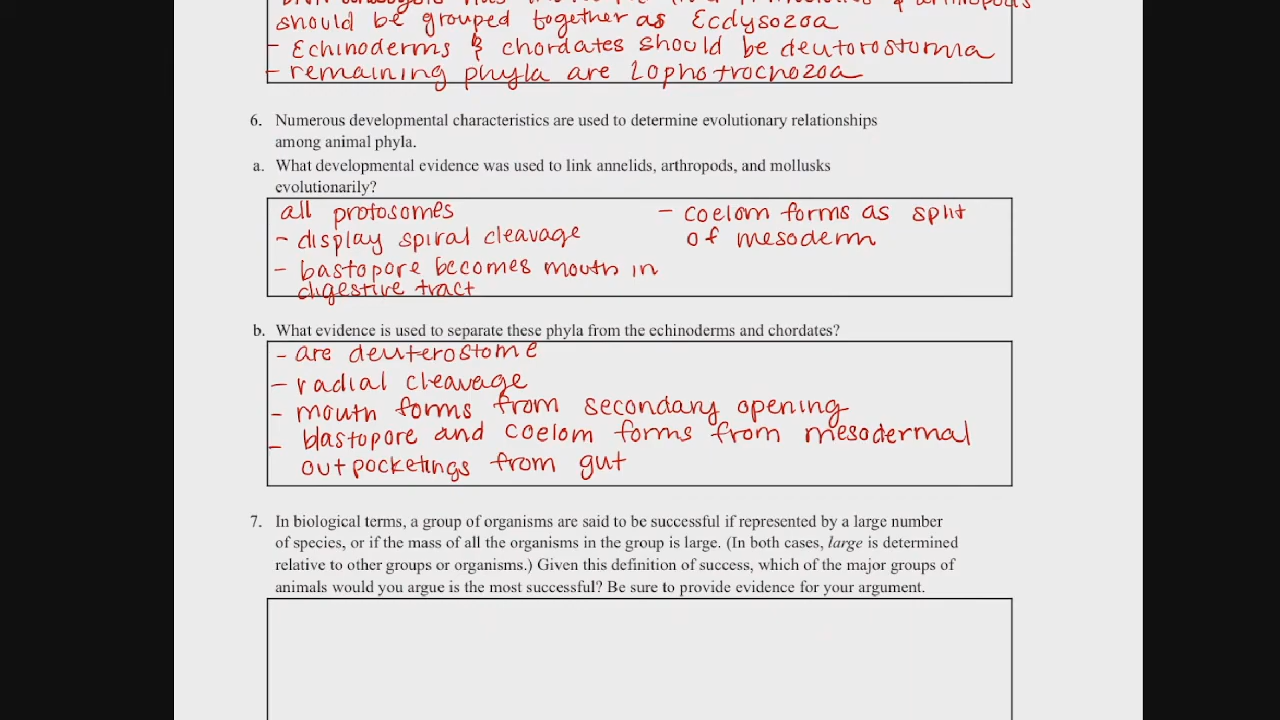 should be grouped together as Ecdysozoa
- Echinoderms & chordates should be deutorostomia
- remaining phyla are Lophotrochozoa
6. Numerous developmental characteristics are used to determine evolutionary relationships
among animal phyla.
a. What developmental evidence was used to link annelids, arthropods, and mollusks
evolutionarily?
all protosomes
- display spiral cleavage
- bastopore becomes mouth in
digestive tract
- coelom forms as split
of mesoderm
b. What evidence is used to separate these phyla from the echinoderms and chordates?
- are deuterostome
- radial cleavage
- mouth forms from secondary opening
- blastopore and coelom forms from mesodermal
outpocketings from gut
7. In biological terms, a group of organisms are said to be successful if represented by a large number
of species, or if the mass of all the organisms in the group is large. (In both cases, large is determined
relative to other groups or organisms.) Given this definition of success, which of the major groups of
animals would you argue is the most successful? Be sure to provide evidence for your argument.